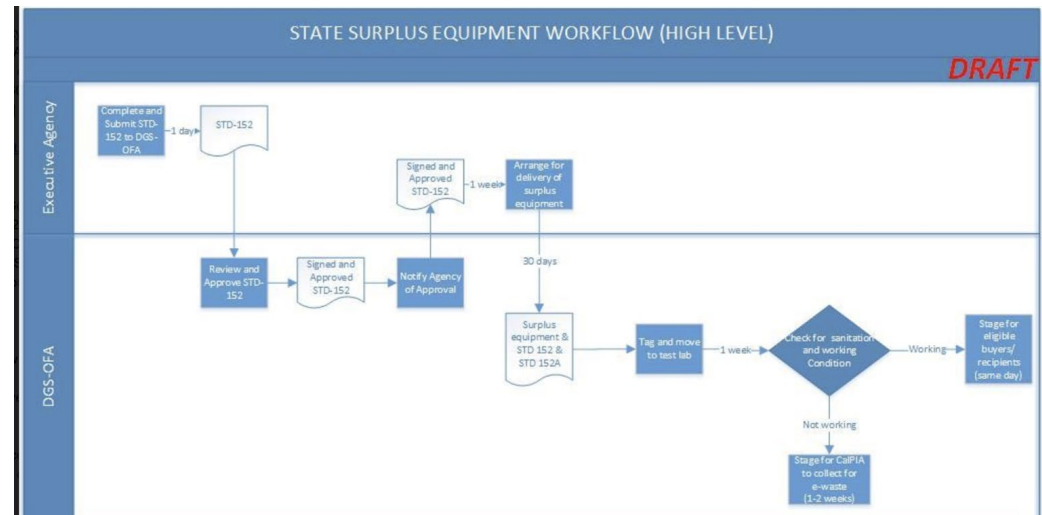 STATE SURPLUS EQUIPMENT WORKFLOW (HIGH LEVEL)
DRAFT
Executive Agency
Complete and
Submit STD-
152 to DGS-
OFA
1 day
STD-152
Signed and
Approved
STD-152
1 week
Arrange for
delivery of
surplus
equipment
DGS-OFA
Review and
Approve STD-
152
Signed and
Approved
STD-152
Notify Agency
of Approval
30 days
Surplus
equipment &
STD 152 &
STD 152A
Tag and move
to test lab
1 week
Check for sanitation
and working
Condition
Working
Stage for
eligible
buyers/
recipients
(same day)
Not working
Stage for CalPIA
to collect for
e-waste
(1-2 weeks)